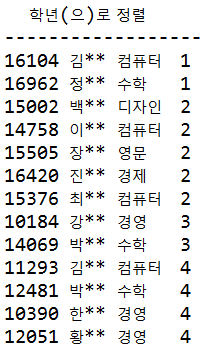 학년(으)로 정렬
------------------
16104 김** 컴퓨터 1
16962 정** 수학 1
15002 백** 디자인 2
14758 이** 컴퓨터 2
15505 장** 영문 2
16420 진** 경제 2
15376 최** 컴퓨터 2
10184 강** 경영 3
14069 박** 수학 3
11293 김** 컴퓨터 4
12481 박** 수학 4
10390 한** 경영 4
12051 황** 경영 4